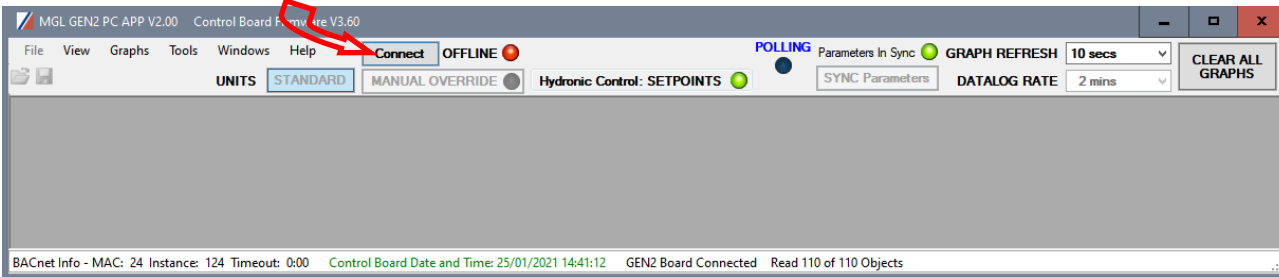 MGL GEN2 PC APP V2.00 Control Board Firmware V3.60
File View Graphs Tools Windows Help Connect OFFLINE POLLING Parameters In Sync GRAPH REFRESH 10 secs CLEAR ALL GRAPHS
UNITS STANDARD MANUAL OVERRIDE Hydronic Control: SETPOINTS SYNC Parameters DATALOG RATE 2 mins
BACnet Info - MAC: 24 Instance: 124 Timeout: 0:00 Control Board Date and Time: 25/01/2021 14:41:12 GEN2 Board Connected Read 110 of 110 Objects